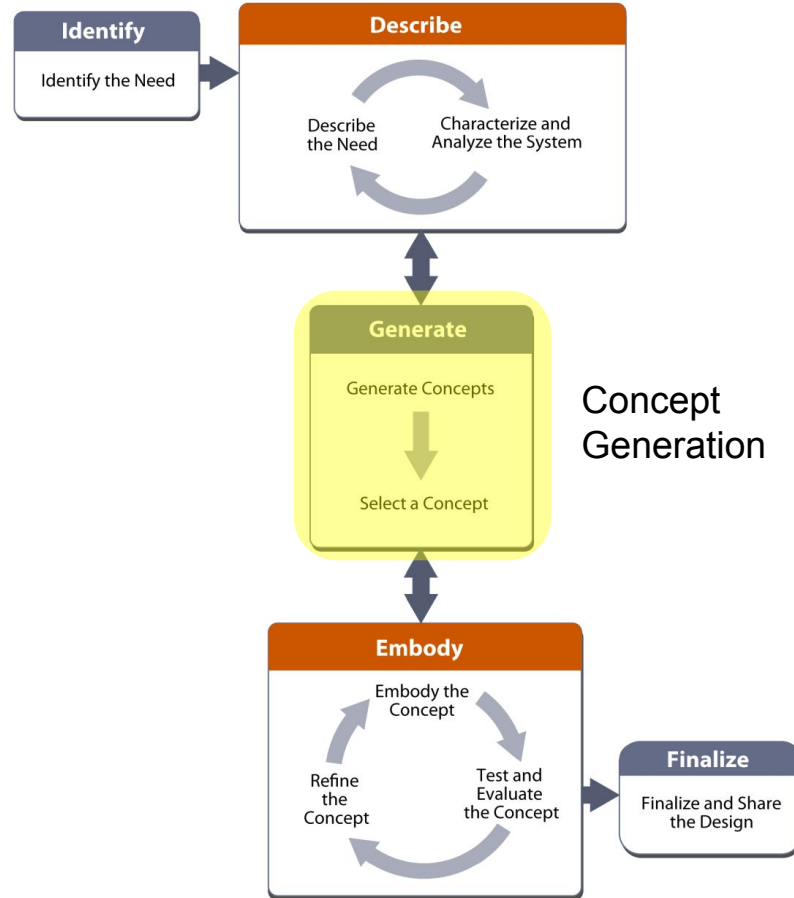 Identify
Identify the Need
Describe
Describe
the Need
Characterize and
Analyze the System
Generate
Generate Concepts
Select a Concept
Concept
Generation
Embody
Embody the
Concept
Test and
Evaluate
the Concept
Refine
the
Concept
Finalize
Finalize and Share
the Design